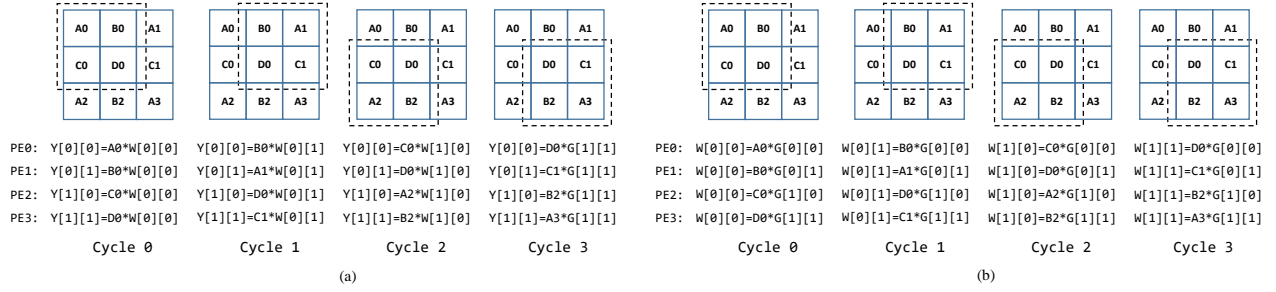 A0 B0 A1 A0 B0 A1 A0 B0 A1 A0 B0 A1 A0 B0 A1 A0 B0 A1 A0 B0 A1 A0 B0 A1
C0 D0 C1 C0 D0 C1 C0 D0 C1 C0 D0 C1 C0 D0 C1 C0 D0 C1 C0 D0 C1 C0 D0 C1
A2 B2 A3 A2 B2 A3 A2 B2 A3 A2 B2 A3 A2 B2 A3 A2 B2 A3 A2 B2 A3 A2 B2 A3
PE0: Y[0][0]=A0*W[0][0] Y[0][0]=B0*W[0][1] Y[0][0]=C0*W[1][0] Y[0][0]=D0*G[1][1] PE0: W[0][0]=A0*G[0][0] W[0][1]=B0*G[0][0] W[1][0]=C0*G[0][0] W[1][1]=D0*G[0][0]
PE1: Y[0][1]=B0*W[0][0] Y[0][1]=A1*W[0][1] Y[0][1]=D0*W[1][0] Y[0][1]=C1*G[1][1] PE1: W[0][0]=B0*G[0][1] W[0][1]=A1*G[0][1] W[1][0]=D0*G[0][1] W[1][1]=C1*G[0][1]
PE2: Y[1][0]=C0*W[0][0] Y[1][0]=D0*W[0][1] Y[1][0]=A2*W[1][0] Y[1][0]=B2*G[1][1] PE2: W[0][0]=C0*G[1][0] W[0][1]=D0*G[1][0] W[1][0]=A2*G[1][0] W[1][1]=B2*G[1][0]
PE3: Y[1][1]=D0*W[0][0] Y[1][1]=C1*W[0][1] Y[1][1]=B2*W[1][0] Y[1][1]=A3*G[1][1] PE3: W[0][0]=D0*G[1][1] W[0][1]=C1*G[1][1] W[1][0]=B2*G[1][1] W[1][1]=A3*G[1][1]
Cycle 0 Cycle 1 Cycle 2 Cycle 3 Cycle 0 Cycle 1 Cycle 2 Cycle 3
(a) (b)